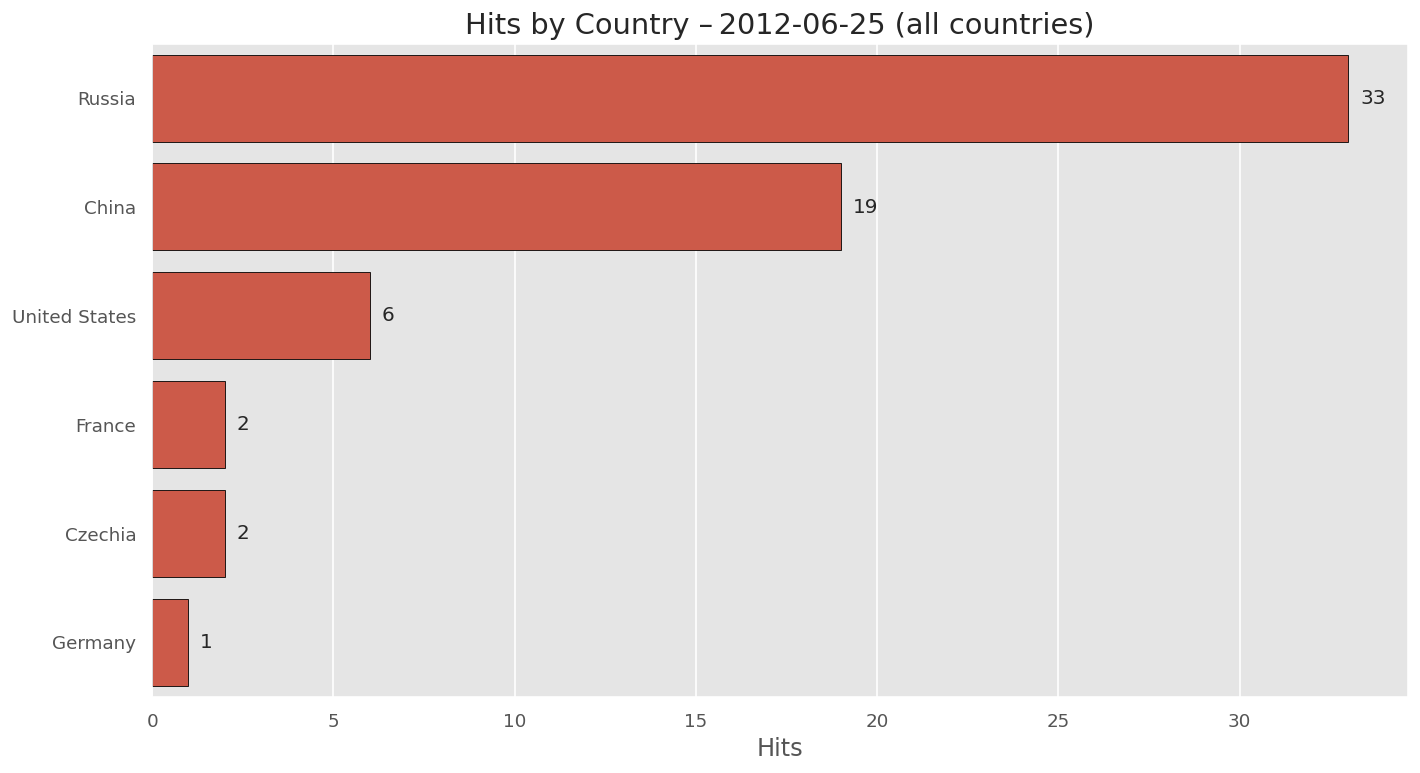 Hits by Country – 2012-06-25 (all countries)
Russia
33
China
19
United States
6
France
2
Czechia
2
Germany
1
0 5 10 15 20 25 30
Hits